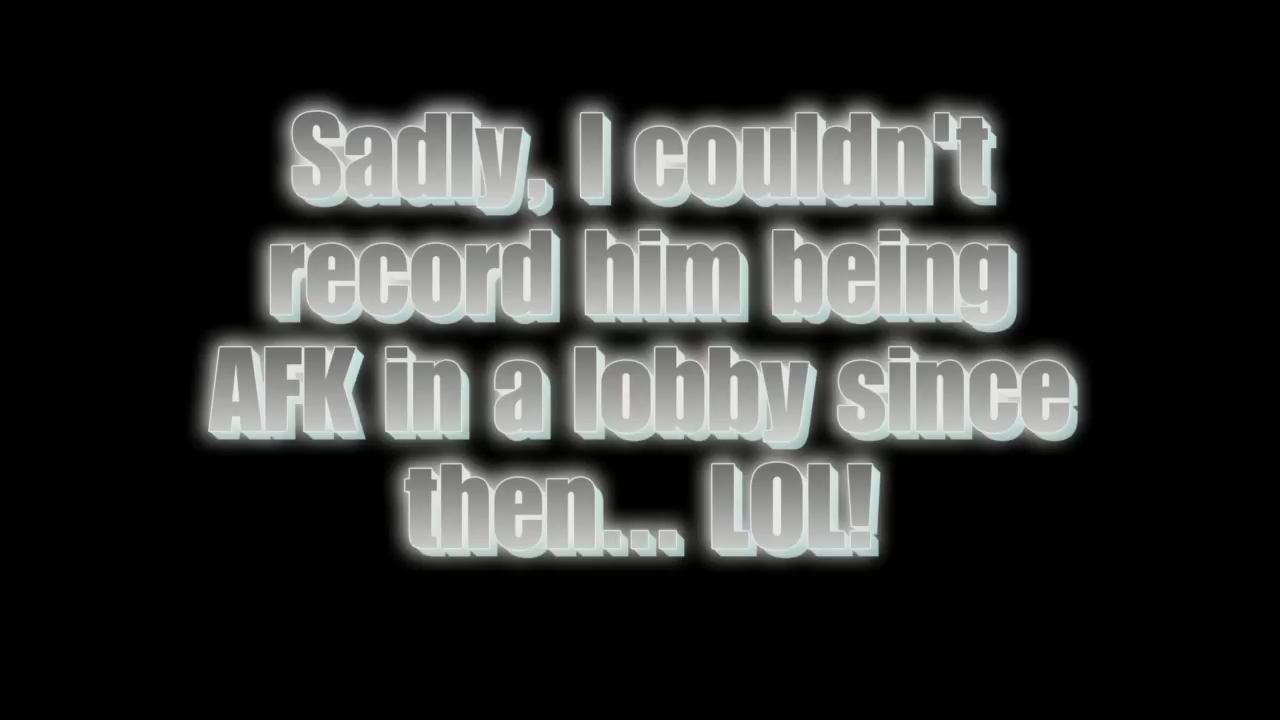 Sadly, I couldn't
record him being
AFK in a lobby since
then... LOL!